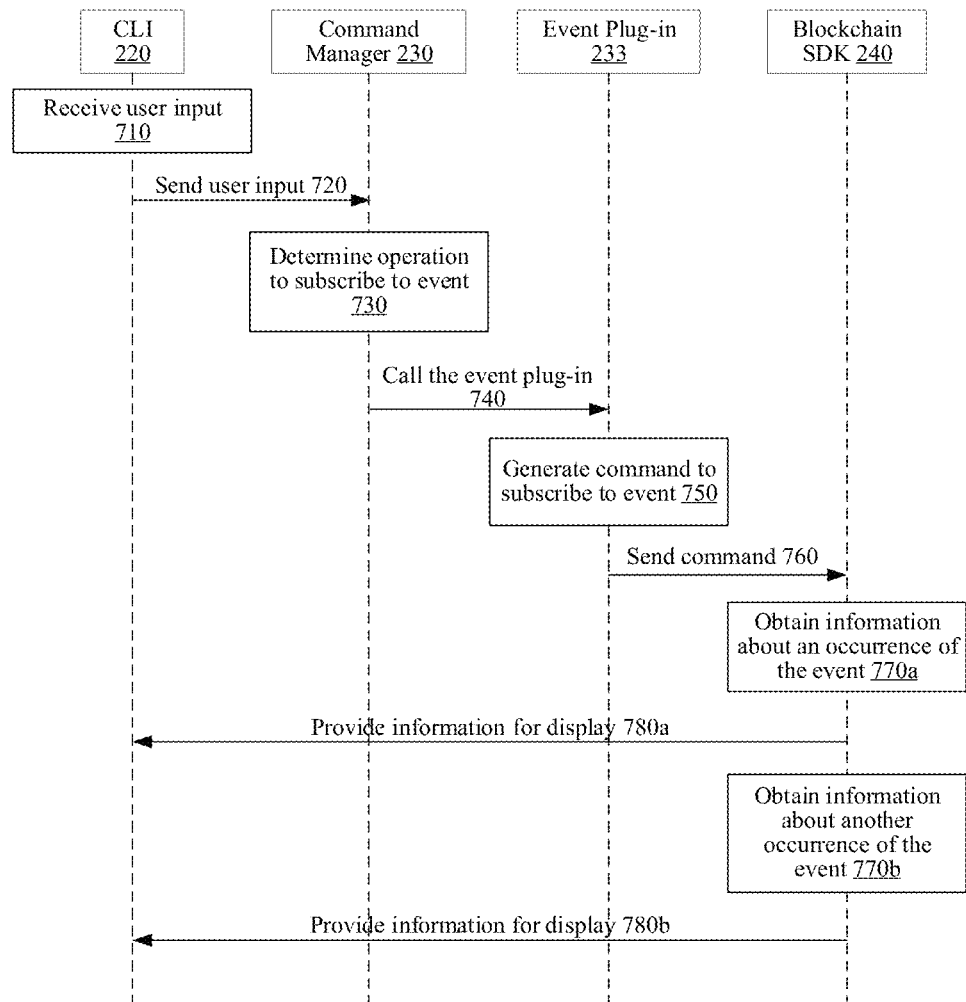 CLI
220
Command
Manager 230
Event Plug-in
233
Blockchain
SDK 240
Receive user input
710
Send user input 720
Determine operation
to subscribe to event
730
Call the event plug-in
740
Generate command to
subscribe to event 750
Send command 760
Obtain information
about an occurrence of
the event 770a
Provide information for display 780a
Obtain information
about another
occurrence of the
event 770b
Provide information for display 780b